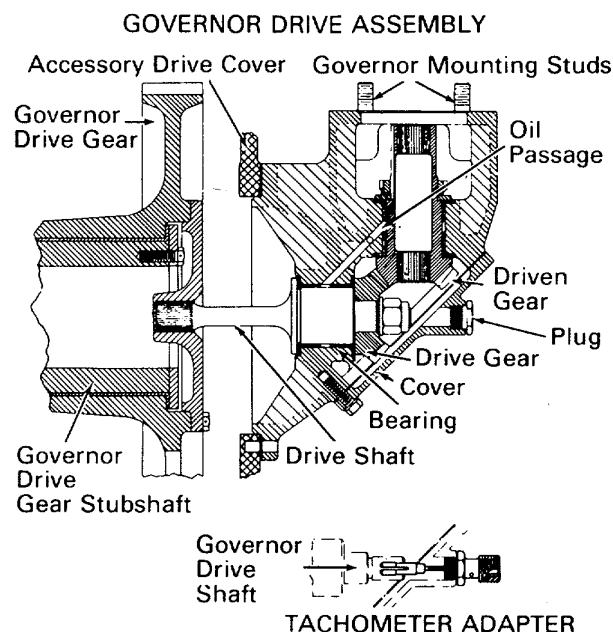 GOVERNOR DRIVE ASSEMBLY
Accessory Drive Cover
Governor Mounting Studs
Governor
Drive Gear
Oil
Passage
Driven
Gear
Plug
Drive Gear
Cover
Bearing
Drive Shaft
Governor
Drive
Gear Stubshaft
Governor
Drive
Shaft
TACHOMETER ADAPTER